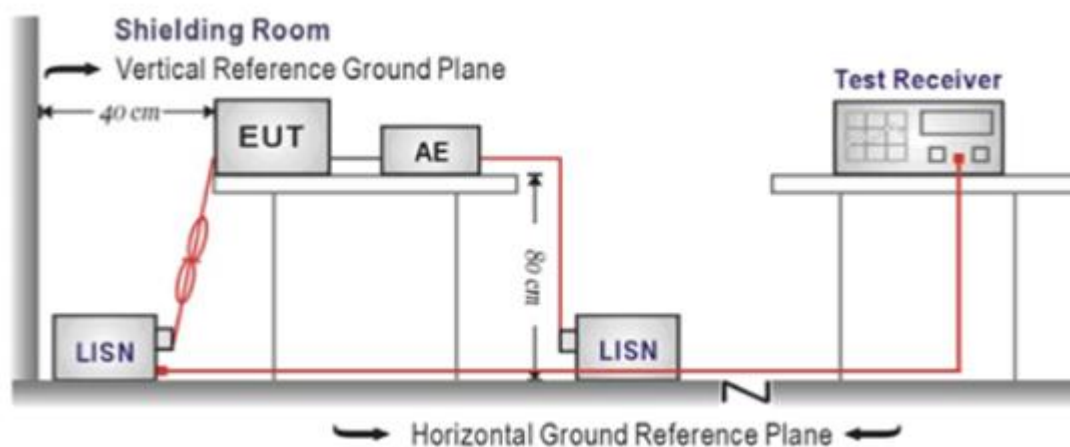 Shielding Room
Vertical Reference Ground Plane
Test Receiver
40 cm
EUT
AE
80 cm
LISN
LISN
Horizontal Ground Reference Plane